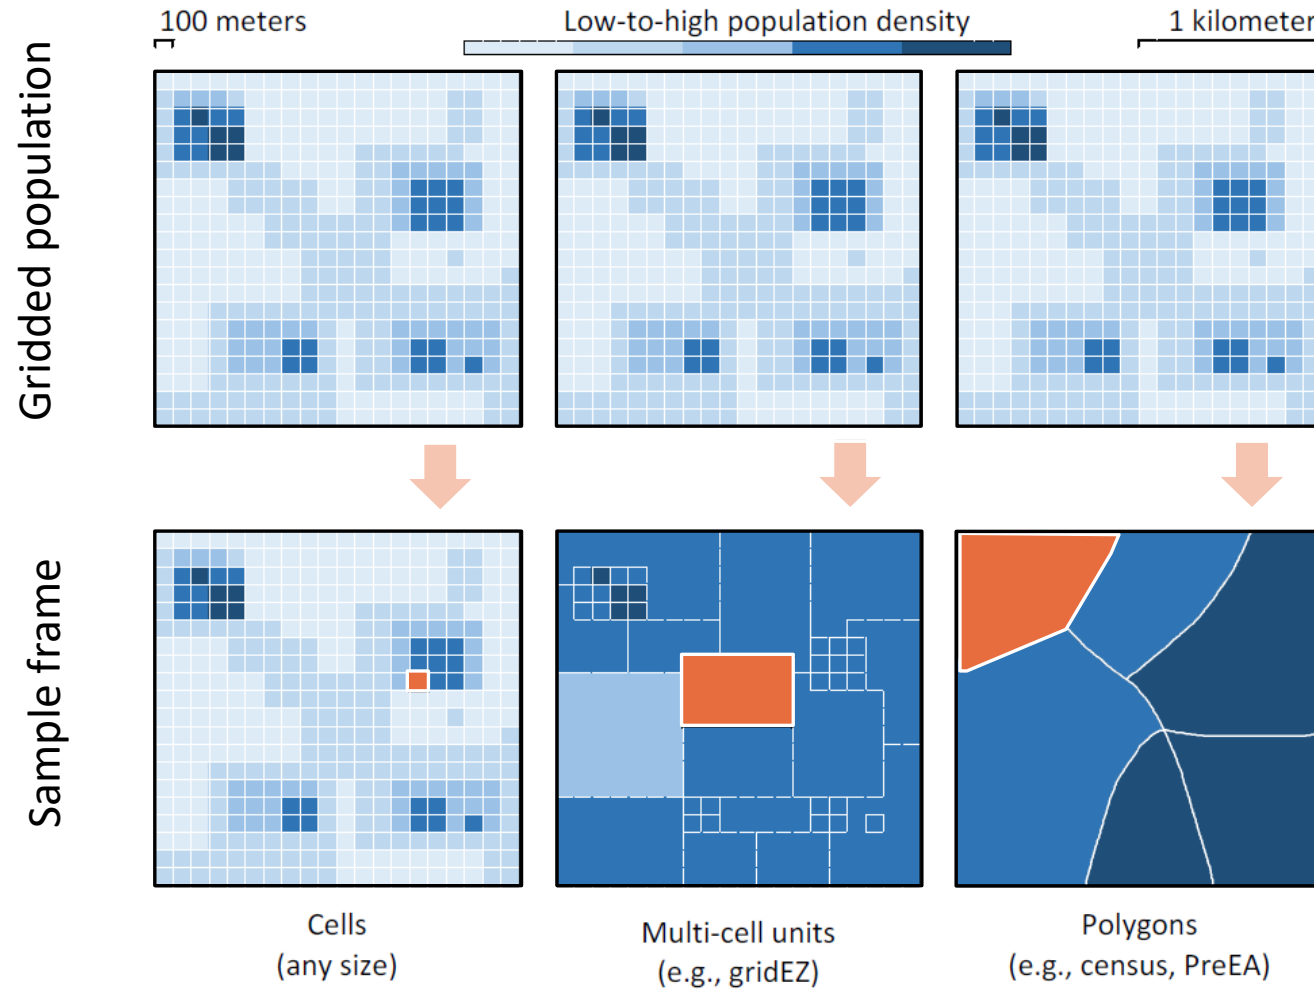 100 meters
Low-to-high population density
1 kilometer
Gridded population
Sample frame
Cells
(any size)
Multi-cell units
(e.g., gridEZ)
Polygons
(e.g., census, PreEA)